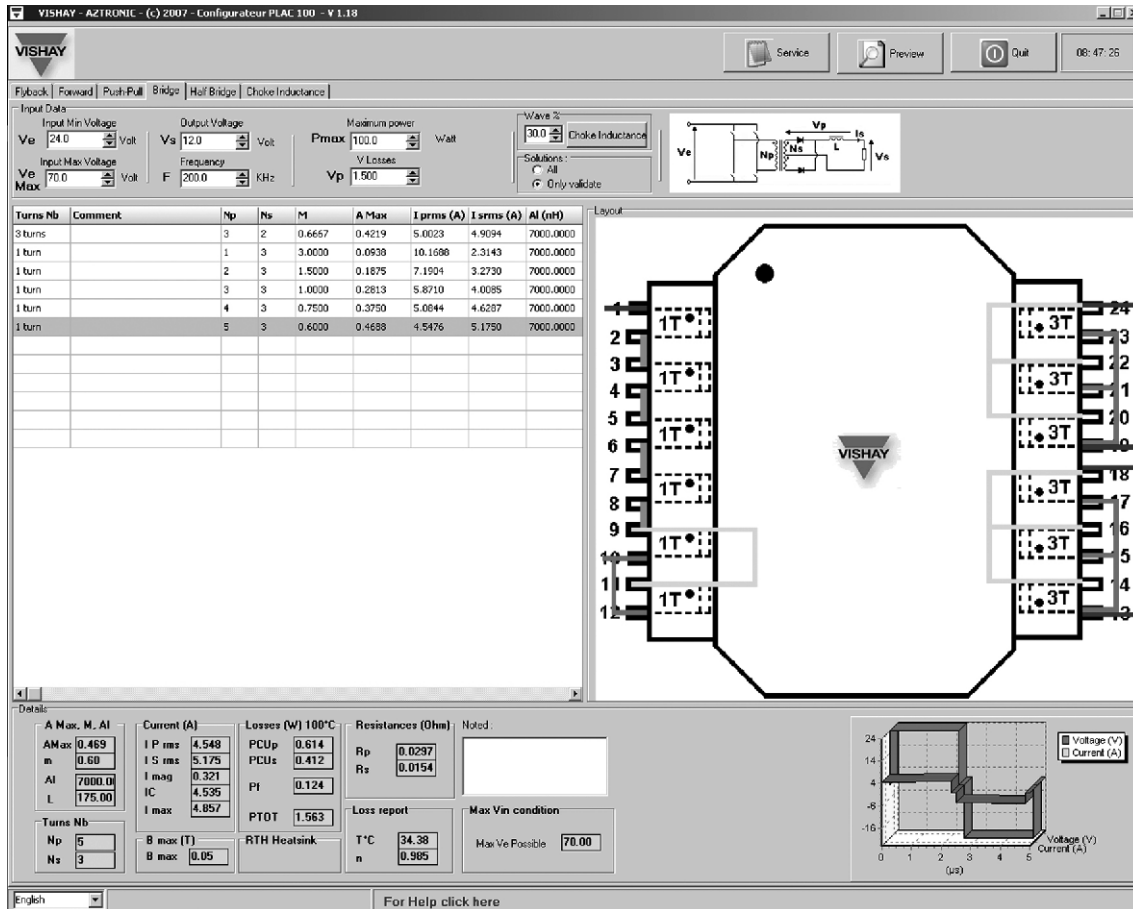 VISHAY - AZTRONIC - (c) 2007 - Configurateur PLAC 100 - V 1.18
VISHAY
Service
Preview
Quit
08: 47: 26
Flyback Forward Push-Pull Bridge Half Bridge Choke Inductance
Input Data
Input Min Voltage
Ve 24.0 Volt
Output Voltage
Vs 12.0 Volt
Maximum power
Pmax 100.0 Watt
Input Max Voltage
Ve Max 70.0 Volt
Frequency
F 200.0 KHz
V Losses
Vp 1.500
Wave %
30.0 Choke Inductance
Solutions :
All
Only validate
Ve Np Ns Vp L Is Vs
Turns Nb Comment Np Ns M A Max I prms (A) I srms (A) Al (nH)
3 turns 3 2 0.6667 0.4219 5.0023 4.9094 7000.0000
1 turn 1 3 3.0000 0.0938 10.1688 2.3143 7000.0000
1 turn 2 3 1.5000 0.1875 7.1904 3.2730 7000.0000
1 turn 3 3 1.0000 0.2813 5.8710 4.0085 7000.0000
1 turn 4 3 0.7500 0.3750 5.0844 4.6287 7000.0000
1 turn 5 3 0.6000 0.4688 4.5476 5.1750 7000.0000
Layout
1 1T 3T 24
2 23
3 1T 3T 22
4 21
5 1T 3T 20
6 19
VISHAY
7 1T 3T 18
8 17
9 1T 3T 16
10 15
11 1T 3T 14
12 13
Details
A Max, M, Al
AMax 0.469
m 0.60
Al 7000.0
L 175.00
Turns Nb
Np 5
Ns 3
Current (A)
I P rms 4.548
I S rms 5.175
I mag 0.321
IC 4.535
I max 4.857
B max (T)
B max 0.05
Losses (W) 100°C
PCUp 0.614
PCUs 0.412
Pf 0.124
PTOT 1.563
RTH Heatsink
Resistances (Ohm)
Rp 0.0297
Rs 0.0154
Loss report
T°C 34.38
n 0.985
Noted :
Max Vin condition
Max Ve Possible 70.00
24
14
4
-6
-16
0 1 2 3 4 5
(µs)
Voltage (V)
Current (A)
Voltage (V)
Current (A)
English
For Help click here